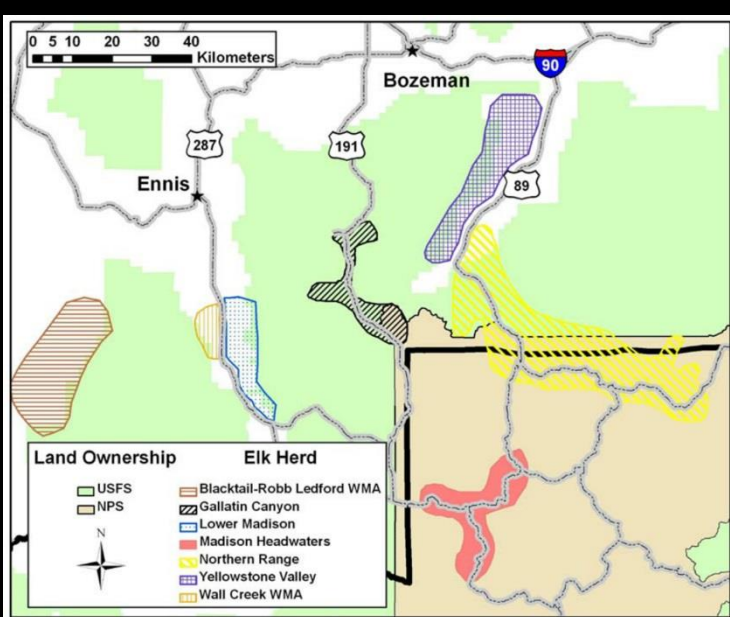 0 5 10 20 30 40
Kilometers
Bozeman
90
287
191
Ennis
89
Land Ownership
USFS
NPS
N
Elk Herd
Blacktail-Robb Ledford WMA
Gallatin Canyon
Lower Madison
Madison Headwaters
Northern Range
Yellowstone Valley
Wall Creek WMA